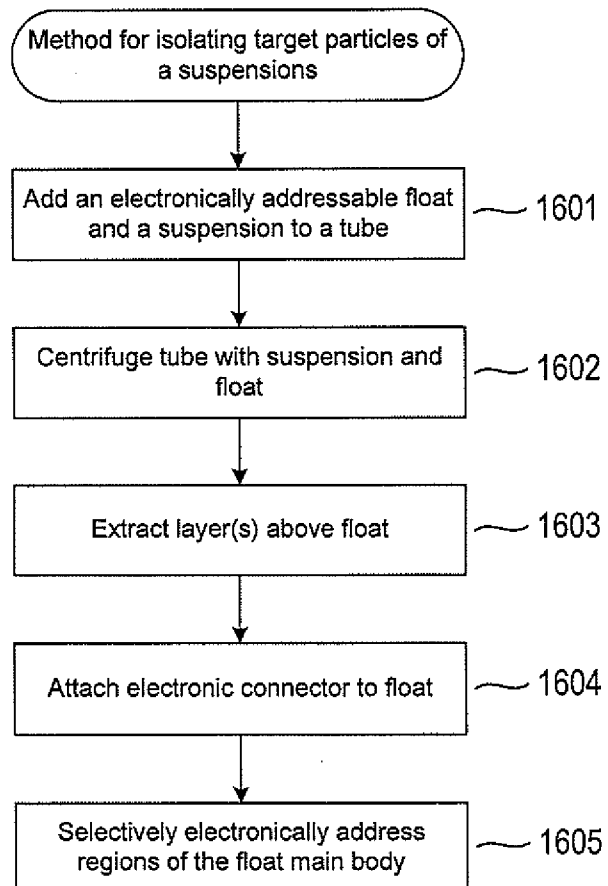 Method for isolating target particles of
a suspensions
Add an electronically addressable float
and a suspension to a tube
1601
Centrifuge tube with suspension and
float
1602
Extract layer(s) above float
1603
Attach electronic connector to float
1604
Selectively electronically address
regions of the float main body
1605